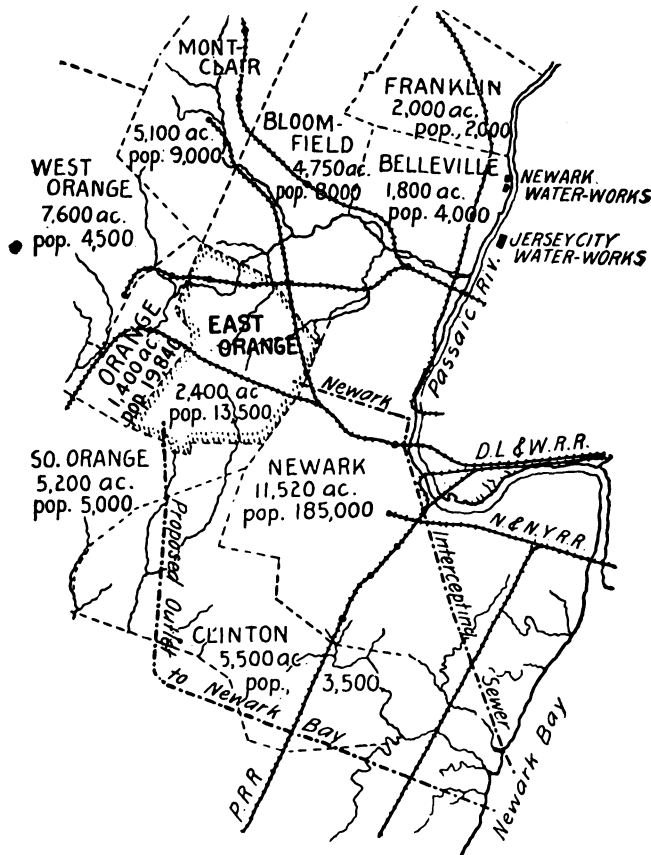 MONT-
CLAIR
5,100 ac.
pop. 9,000
FRANKLIN
2,000 ac.
pop., 2,000
BLOOM-
FIELD
4,750 ac.
pop. 8000
BELLEVILLE
1,800 ac.
pop. 4,000
NEWARK
WATER-WORKS
JERSEY CITY
WATER-WORKS
WEST
ORANGE
7,600 ac.
pop. 4,500
Passaic Riv.
ORANGE
1,400 ac
pop 19,840
EAST
ORANGE
2,400 ac
pop. 13,500
Newark
D.L & W.R.R.
SO. ORANGE
5,200 ac.
pop. 5,000
NEWARK
11,520 ac.
pop. 185,000
N & N.Y R.R.
Proposed Outlet
to Newark Bay
Intercepting
Sewer
CLINTON
5,500 ac.
pop., 3,500
P.R.R
Newark Bay